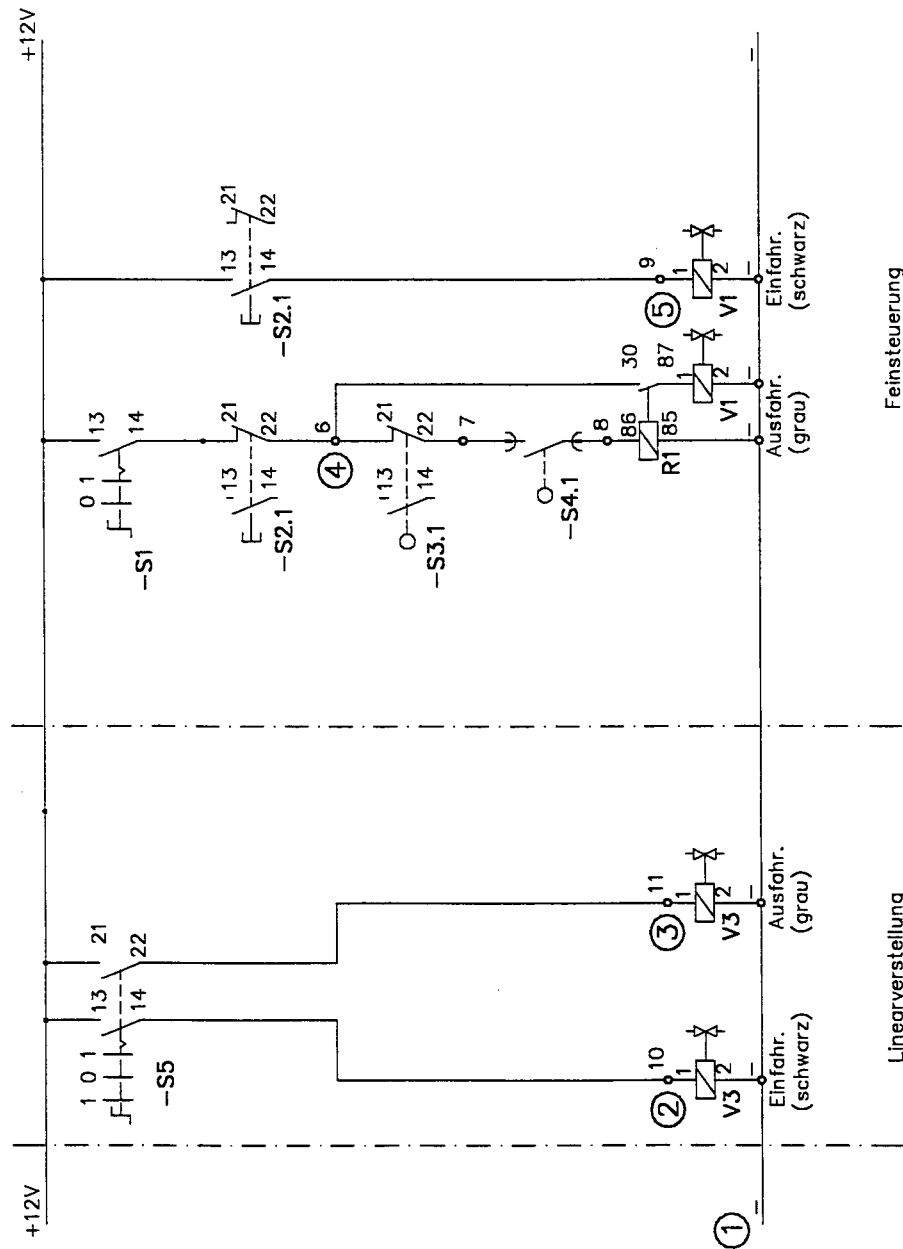 +12V
+12V
1 0 1
–S5
13
14
21
22
0 1
–S1
13
14
13
14
–S2.1
21
22
13
14
–S2.1
21
22
6
④
13
14
–S3.1
21
22
7
–S4.1
8
86
85
R1
30
87
②
10
1
2
V3
③
11
1
2
V3
1
2
V1
⑤
9
1
2
V1
①
–
–
–
–
–
–
–
Einfahr.
(schwarz)
Ausfahr.
(grau)
Ausfahr.
(grau)
Einfahr.
(schwarz)
Linearverstellung
Feinsteuerung